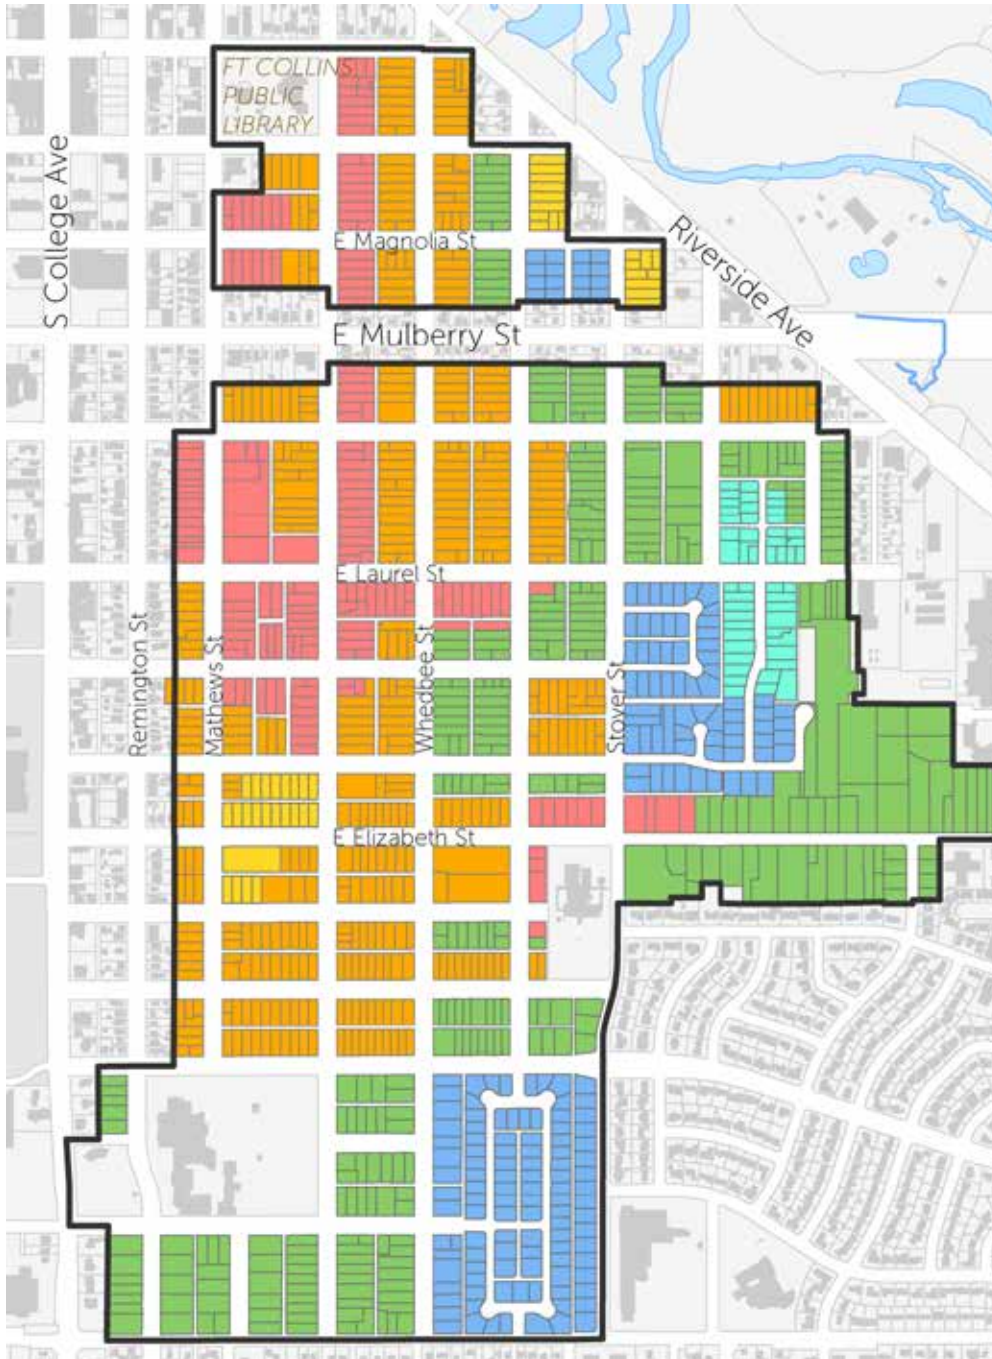 FT COLLINS
PUBLIC
LIBRARY
S College Ave
E Magnolia St
Riverside Ave
E Mulberry St
E Laurel St
Remington St
Mathews St
Whedbee St
Stover St
E Elizabeth St